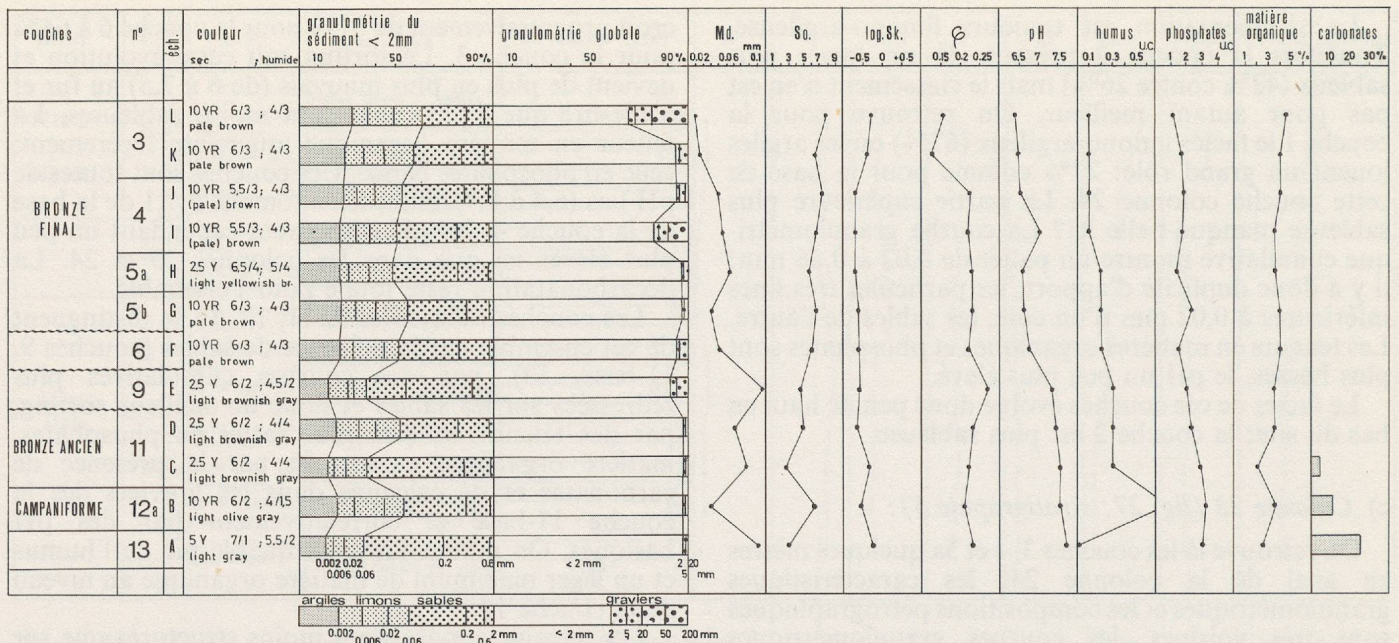 couches n° éch. couleur granulométrie du sédiment < 2mm granulométrie globale Md. mm So. log.Sk. pH humus U.C. phosphates U.C. matière organique carbonates
sec ; humide 10 50 90% 10 50 90% 0.02 0.06 0.1 1 3 5 7 9 -0.5 0 +0.5 0.15 0.2 0.25 6.5 7 7.5 0.1 0.3 0.5 1 2 3 4 1 3 5 % 10 20 30%
3 L 10 YR 6/3 ; 4/3
pale brown
K 10 YR 6/3 ; 4/3
pale brown
BRONZE FINAL
4 J 10 YR 5,5/3 ; 4/3
(pale) brown
I 10 YR 5,5/3 ; 4/3
(pale) brown
5a H 2,5 Y 6,5/4 ; 5/4
light yellowish br.
5b G 10 YR 6/3 ; 4/3
pale brown
6 F 10 YR 6/3 ; 4/3
pale brown
9 E 2,5 Y 6/2 ; 4,5/2
light brownish gray
BRONZE ANCIEN
11 D 2,5 Y 6/2 ; 4/4
light brownish gray
C 2,5 Y 6/2 ; 4/4
light brownish gray
CAMPANIFORME 12a B 10 YR 6/2 ; 4/1,5
light olive gray
13 A 5 Y 7/1 ; 5,5/2
light gray
0.002 0.02 0.2 0.6 mm < 2 mm 2 20
0.006 0.06 5 mm
argiles limons sables graviers
0.002 0.02 0.2 2 mm < 2 mm 2 5 20 50 200 mm
0.006 0.06 0.6